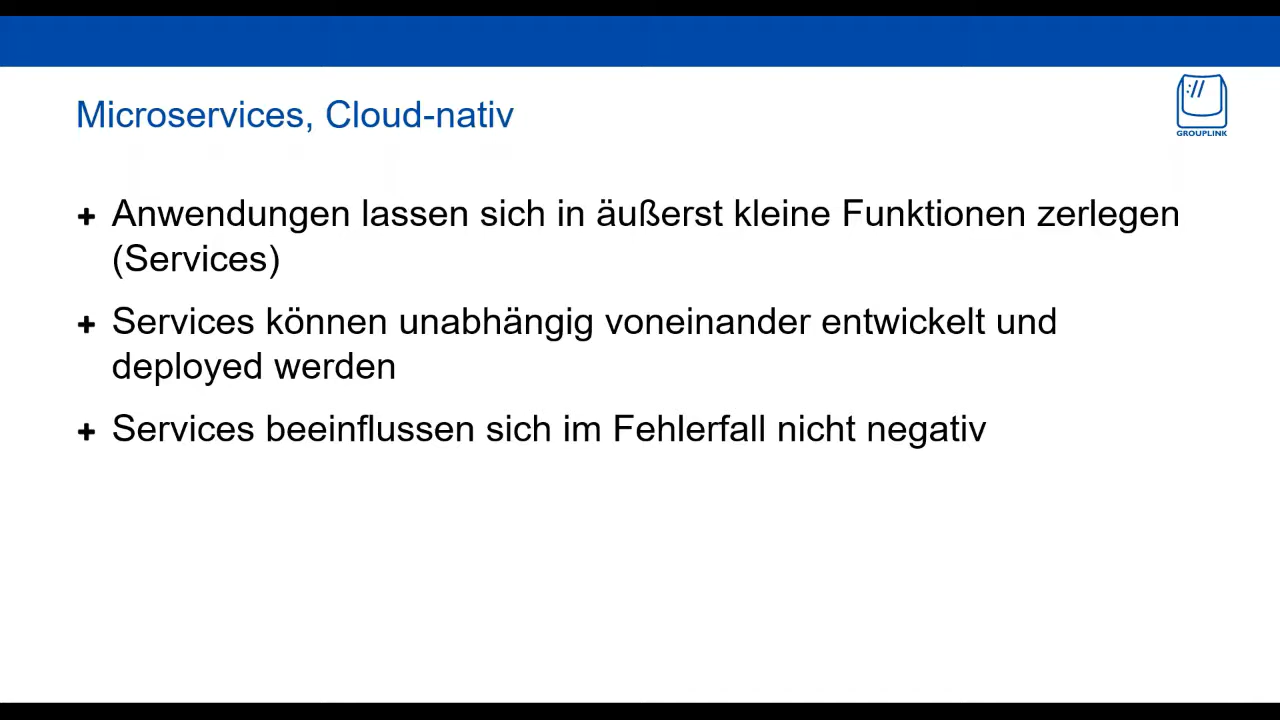 Microservices, Cloud-nativ
://
GROUPLINK
+ Anwendungen lassen sich in äußerst kleine Funktionen zerlegen
(Services)
+ Services können unabhängig voneinander entwickelt und
deployed werden
+ Services beeinflussen sich im Fehlerfall nicht negativ